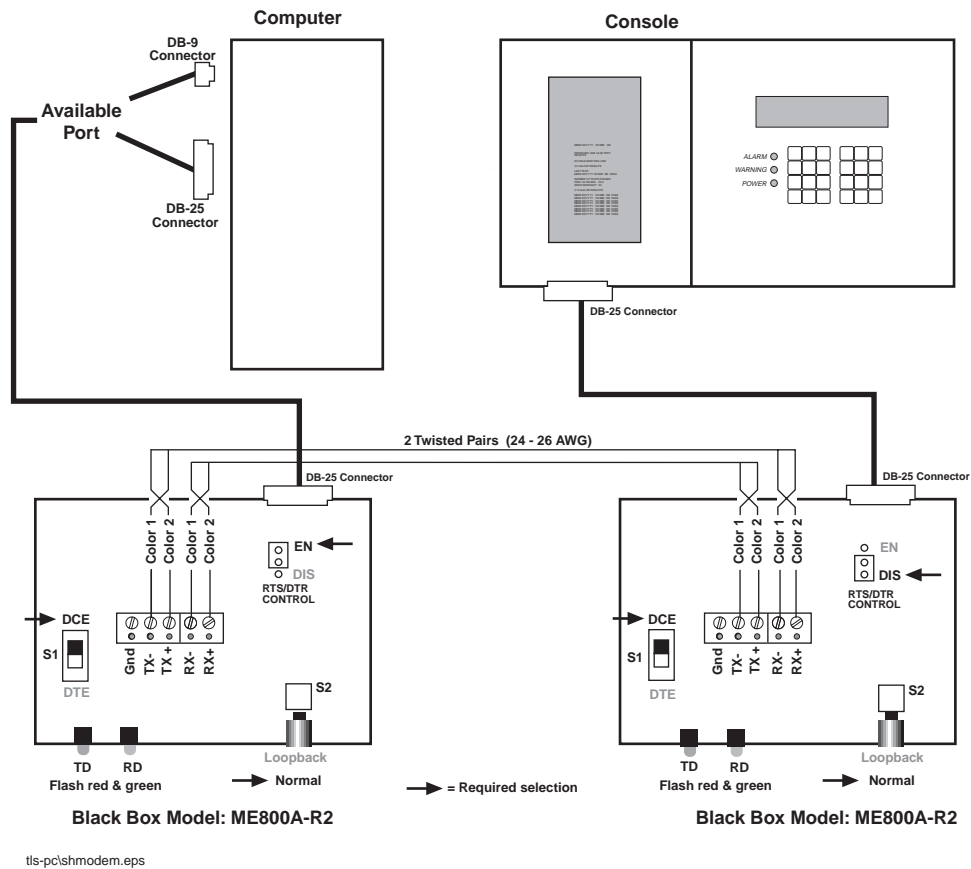 Computer
Console
DB-9
Connector
Available
Port
DB-25
Connector
ALARM
WARNING
POWER
DB-25 Connector
2 Twisted Pairs (24 - 26 AWG)
DB-25 Connector
DB-25 Connector
Color 1
Color 2
Color 1
Color 2
EN
DIS
RTS/DTR
CONTROL
DCE
S1
DTE
Gnd
TX-
TX +
RX-
RX+
S2
Loopback
Normal
TD
RD
Flash red & green
Black Box Model: ME800A-R2
= Required selection
Color 1
Color 2
Color 1
Color 2
EN
DIS
RTS/DTR
CONTROL
DCE
S1
DTE
Gnd
TX-
TX +
RX-
RX+
S2
Loopback
Normal
TD
RD
Flash red & green
Black Box Model: ME800A-R2
tls-pc\shmodem.eps